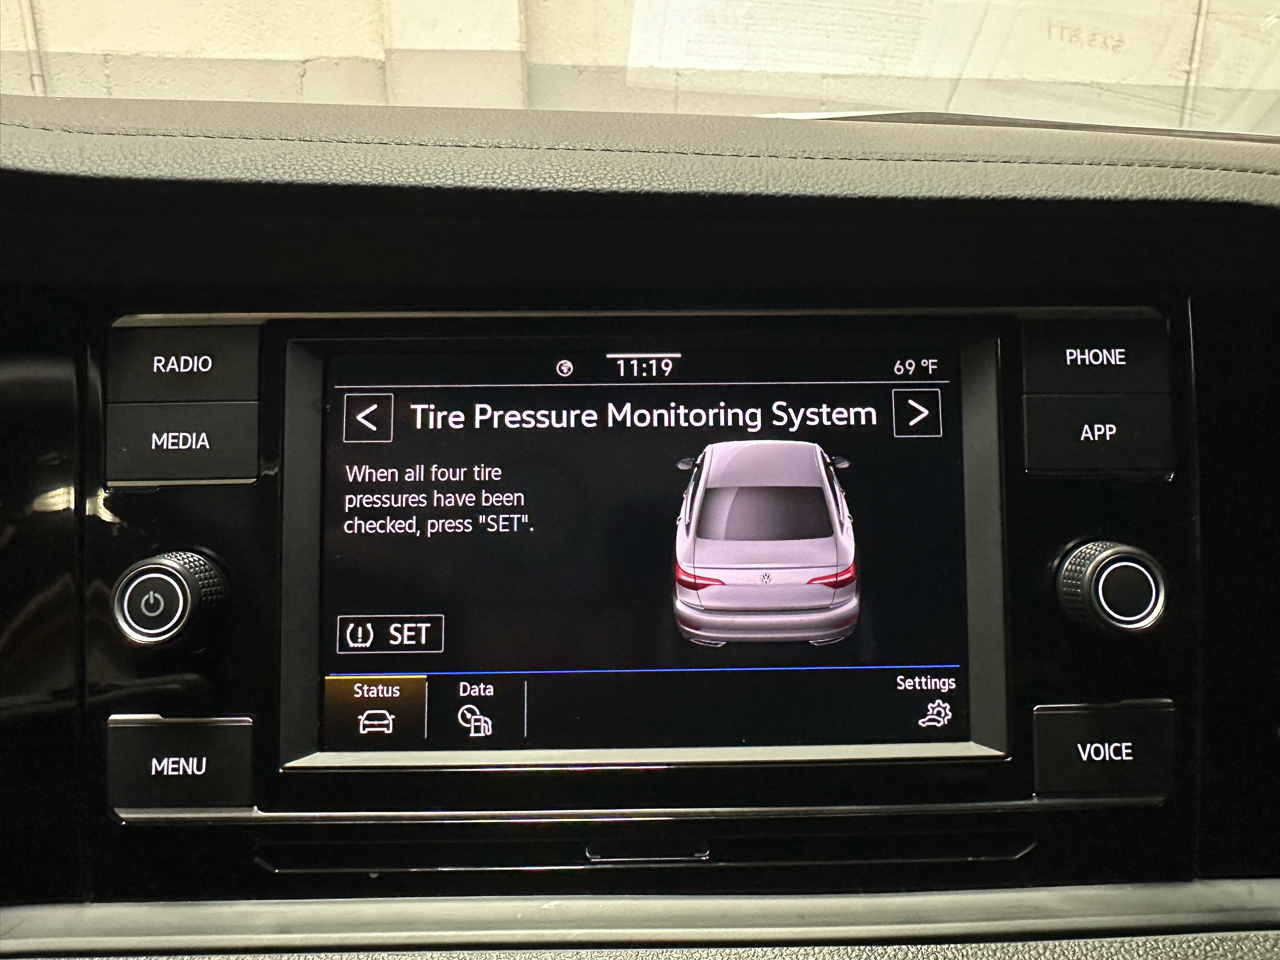 RADIO
MEDIA
MENU
11:19
69 °F
< Tire Pressure Monitoring System >
When all four tire
pressures have been
checked, press "SET".
SET
Status
Data
Settings
PHONE
APP
VOICE